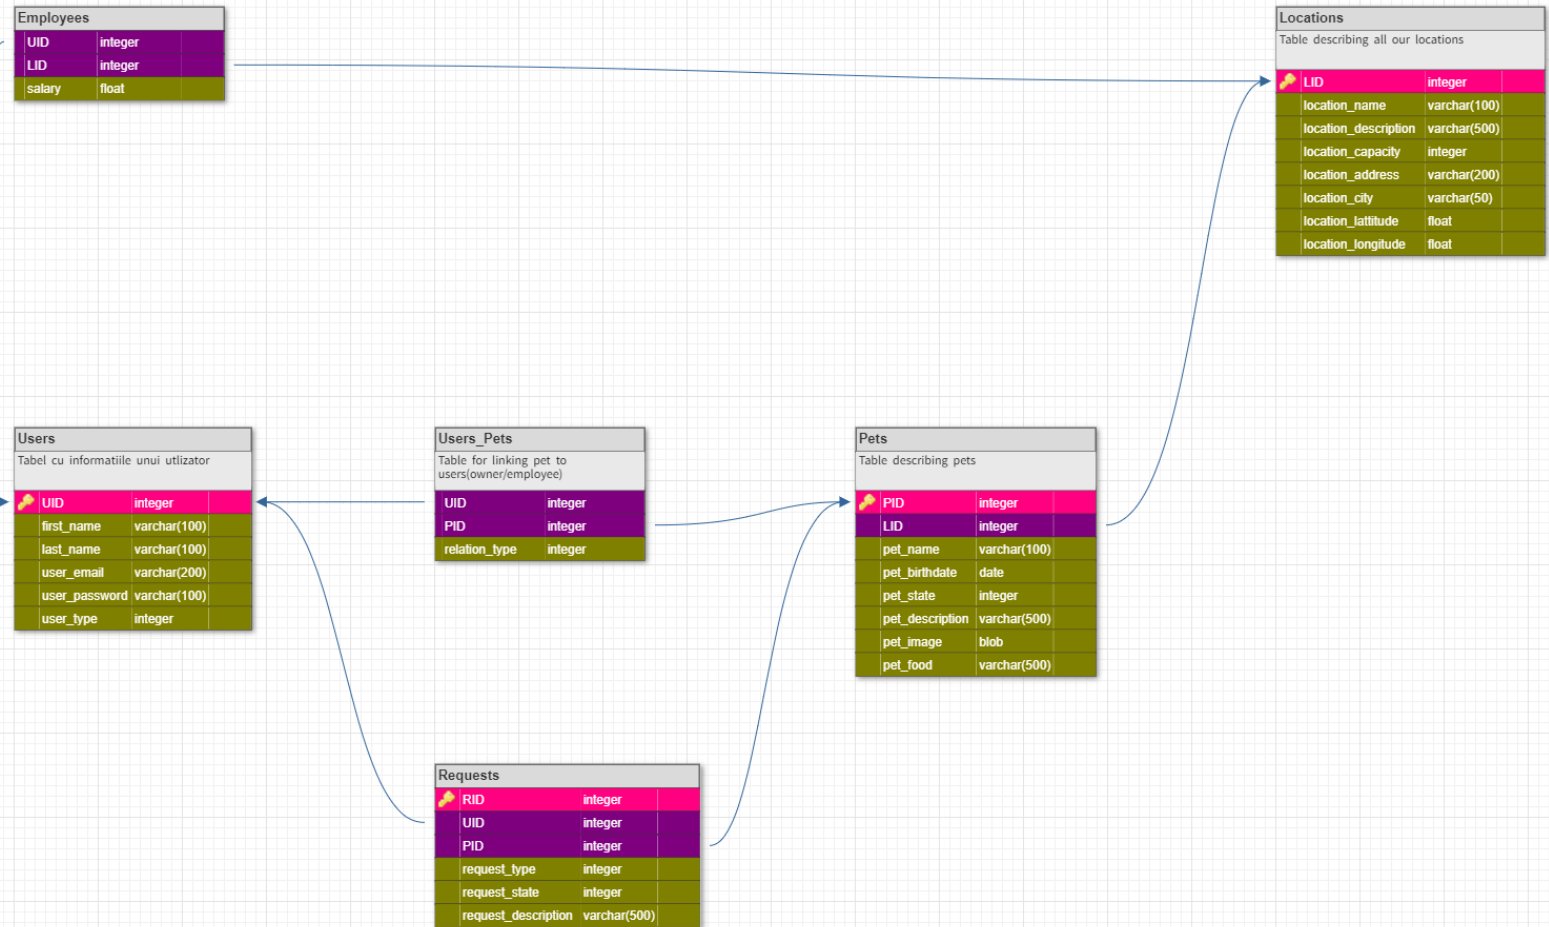 Employees
UID integer
LID integer
salary float
Locations
Table describing all our locations
LID integer
location_name varchar(100)
location_description varchar(500)
location_capacity integer
location_address varchar(200)
location_city varchar(50)
location_lattitude float
location_longitude float
Users
Tabel cu informatiile unui utlizator
UID integer
first_name varchar(100)
last_name varchar(100)
user_email varchar(200)
user_password varchar(100)
user_type integer
Users_Pets
Table for linking pet to
users(owner/employee)
UID integer
PID integer
relation_type integer
Pets
Table describing pets
PID integer
LID integer
pet_name varchar(100)
pet_birthdate date
pet_state integer
pet_description varchar(500)
pet_image blob
pet_food varchar(500)
Requests
RID integer
UID integer
PID integer
request_type integer
request_state integer
request_description varchar(500)